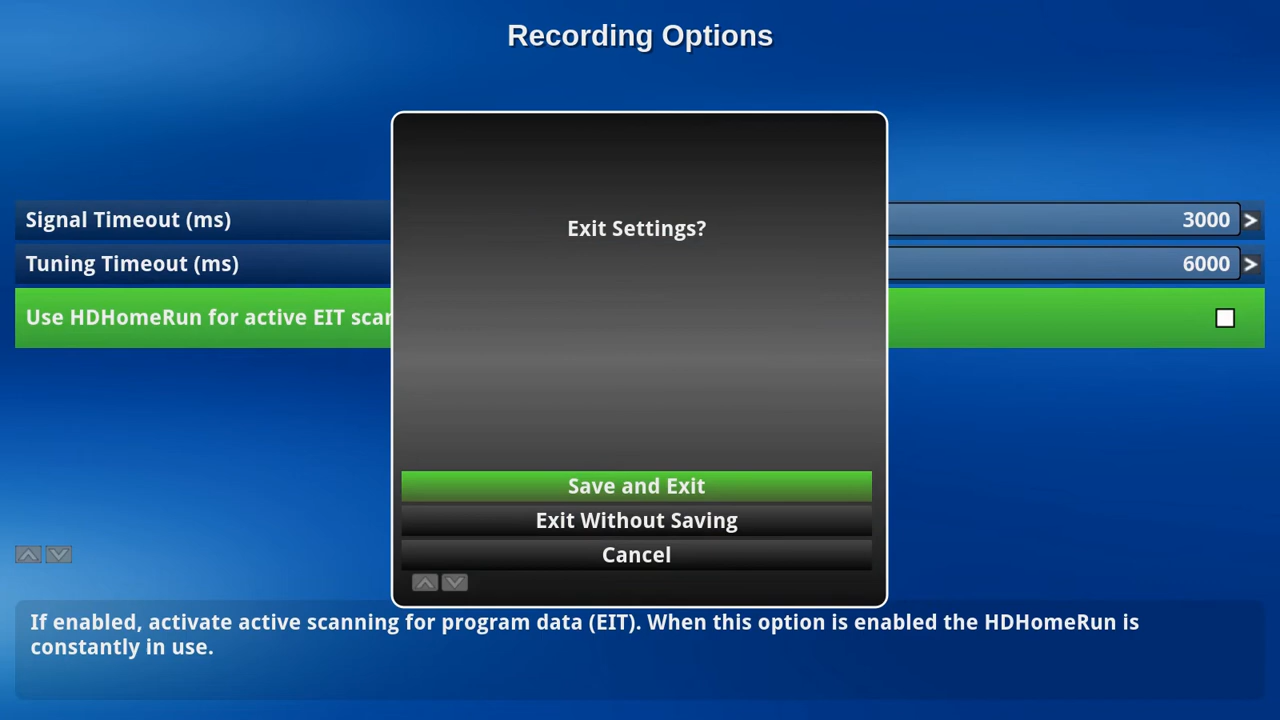 Recording Options
Signal Timeout (ms)
3000
Tuning Timeout (ms)
6000
Use HDHomeRun for active EIT
Exit Settings?
Save and Exit
Exit Without Saving
Cancel
If enabled, activate active scanning for program data (EIT). When this option is enabled the HDHomeRun is
constantly in use.